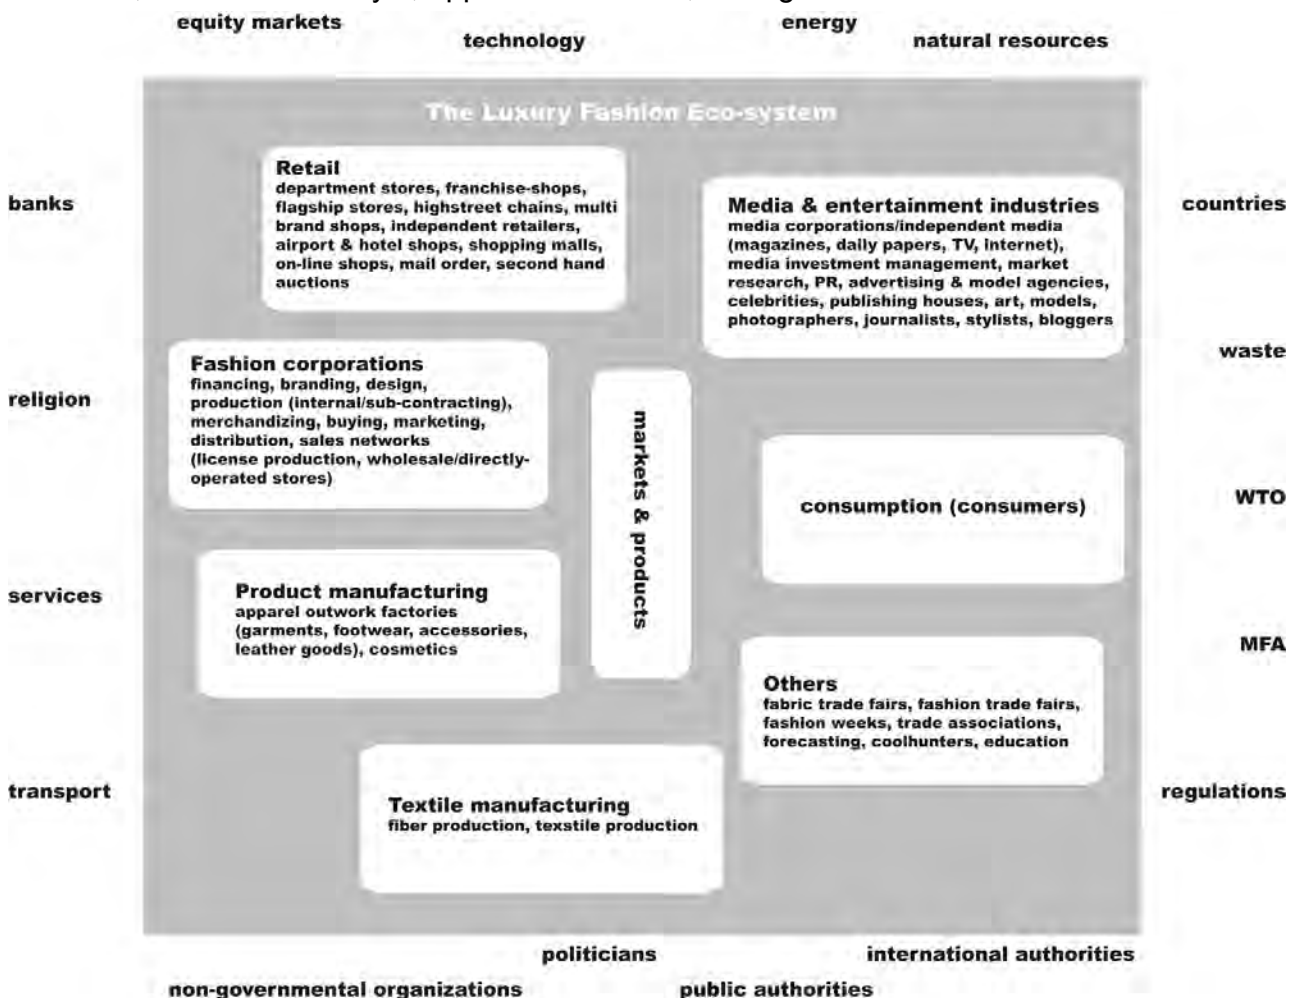 equity markets
energy
technology
natural resources
The Luxury Fashion Eco-system
Retail
department stores, franchise-shops,
flagship stores, highstreet chains, multi
brand shops, independent retailers,
airport & hotel shops, shopping malls,
on-line shops, mail order, second hand
auctions
Media & entertainment industries
media corporations/independent media
(magazines, daily papers, TV, internet),
media investment management, market
research, PR, advertising & model agencies,
celebrities, publishing houses, art, models,
photographers, journalists, stylists, bloggers
banks
countries
Fashion corporations
financing, branding, design,
production (internal/sub-contracting),
merchandizing, buying, marketing,
distribution, sales networks
(license production, wholesale/directly-
operated stores)
waste
religion
markets & products
consumption (consumers)
WTO
Product manufacturing
apparel outwork factories
(garments, footwear, accessories,
leather goods), cosmetics
services
MFA
Others
fabric trade fairs, fashion trade fairs,
fashion weeks, trade associations,
forecasting, coolhunters, education
Textile manufacturing
fiber production, texstile production
transport
regulations
politicians
international authorities
non-governmental organizations
public authorities